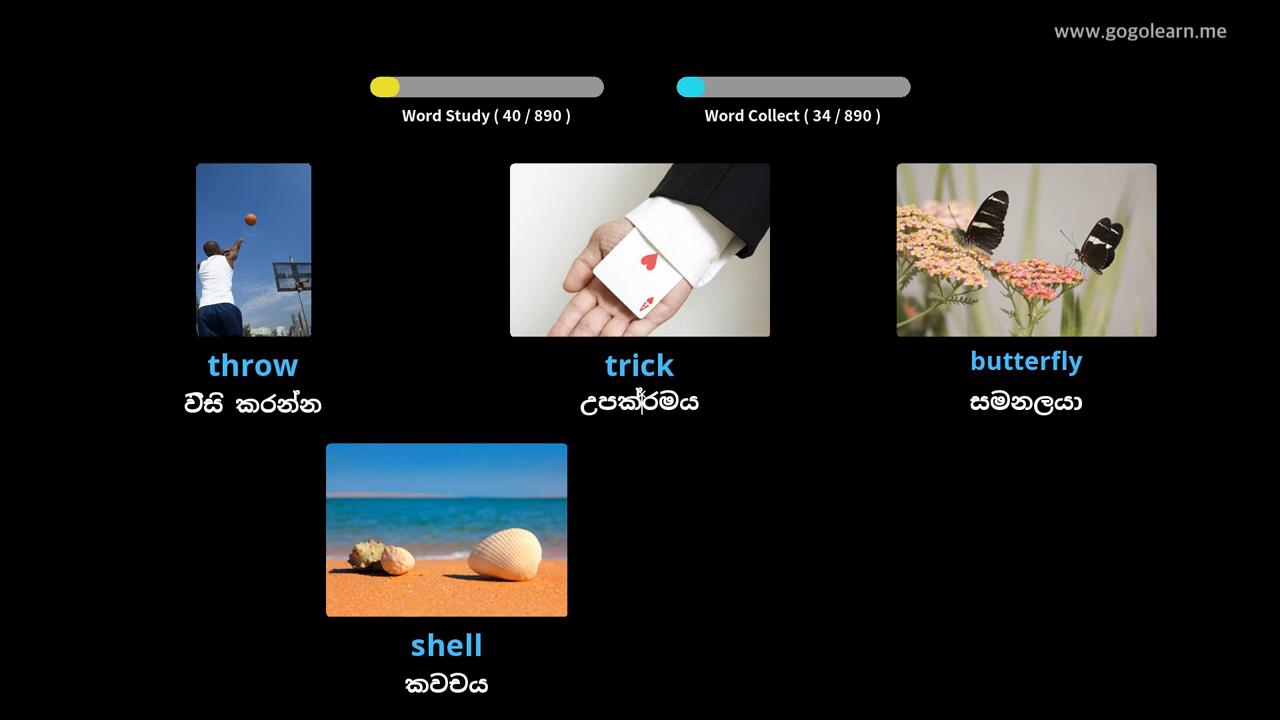 www.gogolearn.me
Word Study ( 40 / 890 )
Word Collect ( 34 / 890 )
throw
වීසි කරන්න
trick
උපක්‍රමය
butterfly
සමනලයා
shell
කවචය